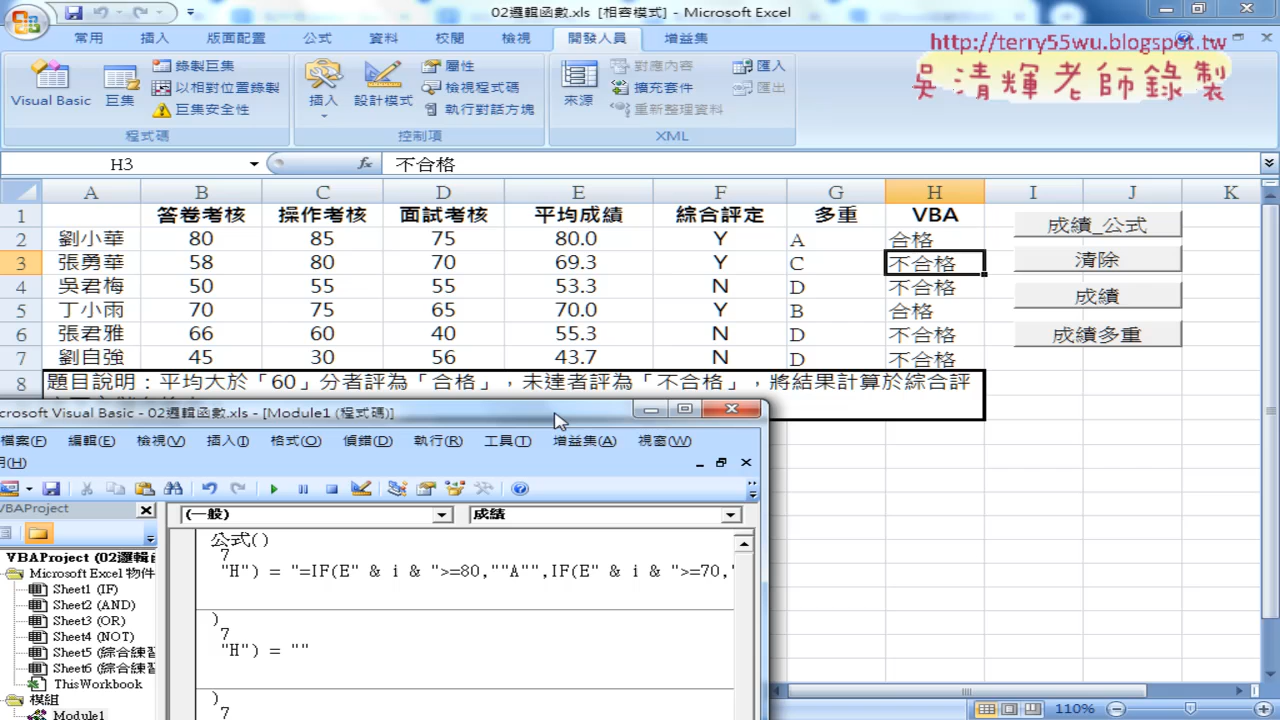 02邏輯函數.xls [相容模式] - Microsoft Excel
常用 插入 版面配置 公式 資料 校閱 檢視 開發人員 增益集
http://terry55wu.blogspot.tw
吳清輝老師錄製
Visual Basic 巨集 錄製巨集 以相對位置錄製 巨集安全性 程式碼
插入 設計模式 屬性 檢視程式碼 執行對話方塊 控制項
來源 對應內容 擴充套件 重新整理資料 匯入 匯出 XML
H3 fx 不合格
A B C D E F G H I J K
1 答卷考核 操作考核 面試考核 平均成績 綜合評定 多重 VBA
2 劉小華 80 85 75 80.0 Y A 合格
3 張勇華 58 80 70 69.3 Y C 不合格
4 吳君梅 50 55 55 53.3 N D 不合格
5 丁小雨 70 75 65 70.0 Y B 合格
6 張君雅 66 60 40 55.3 N D 不合格
7 劉自強 45 30 56 43.7 N D 不合格
成績_公式
清除
成績
成績多重
8 題目說明：平均大於「60」分者評為「合格」，未達者評為「不合格」，將結果計算於綜合評
crosoft Visual Basic - 02邏輯函數.xls - [Module1 (程式碼)]
檔案(F) 編輯(E) 檢視(V) 插入(I) 格式(O) 偵錯(D) 執行(R) 工具(T) 增益集(A) 視窗(W)
明(H)
VBAProject
(一般) 成績
VBAProject (02邏輯
Microsoft Excel 物件
Sheet1 (IF)
Sheet2 (AND)
Sheet3 (OR)
Sheet4 (NOT)
Sheet5 (綜合練習
Sheet6 (綜合練習
ThisWorkbook
模組
Module1
公式()
7
"H") = "=IF(E" & i & ">=80,""A"",IF(E" & i & ">=70,"
)
7
"H") = ""
)
7
110%